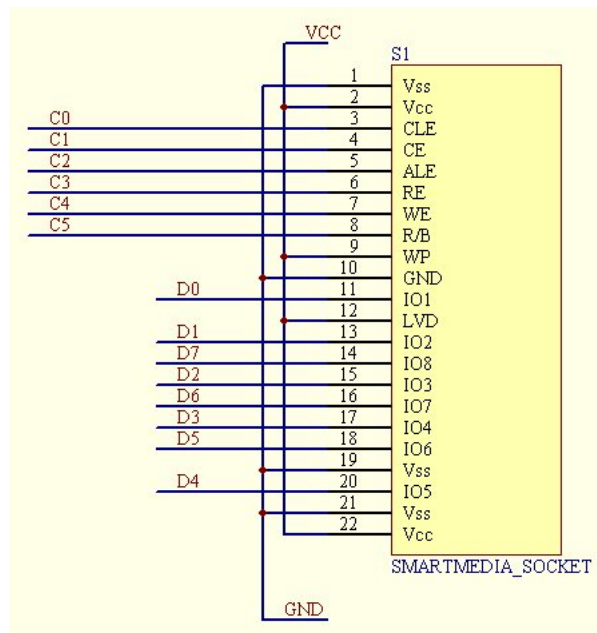 VCC
S1
1 Vss
2 Vcc
C0 3 CLE
C1 4 CE
C2 5 ALE
C3 6 RE
C4 7 WE
C5 8 R/B
9 WP
10 GND
D0 11 IO1
12 LVD
D1 13 IO2
D7 14 IO8
D2 15 IO3
D6 16 IO7
D3 17 IO4
D5 18 IO6
19 Vss
D4 20 IO5
21 Vss
22 Vcc
SMARTMEDIA_SOCKET
GND